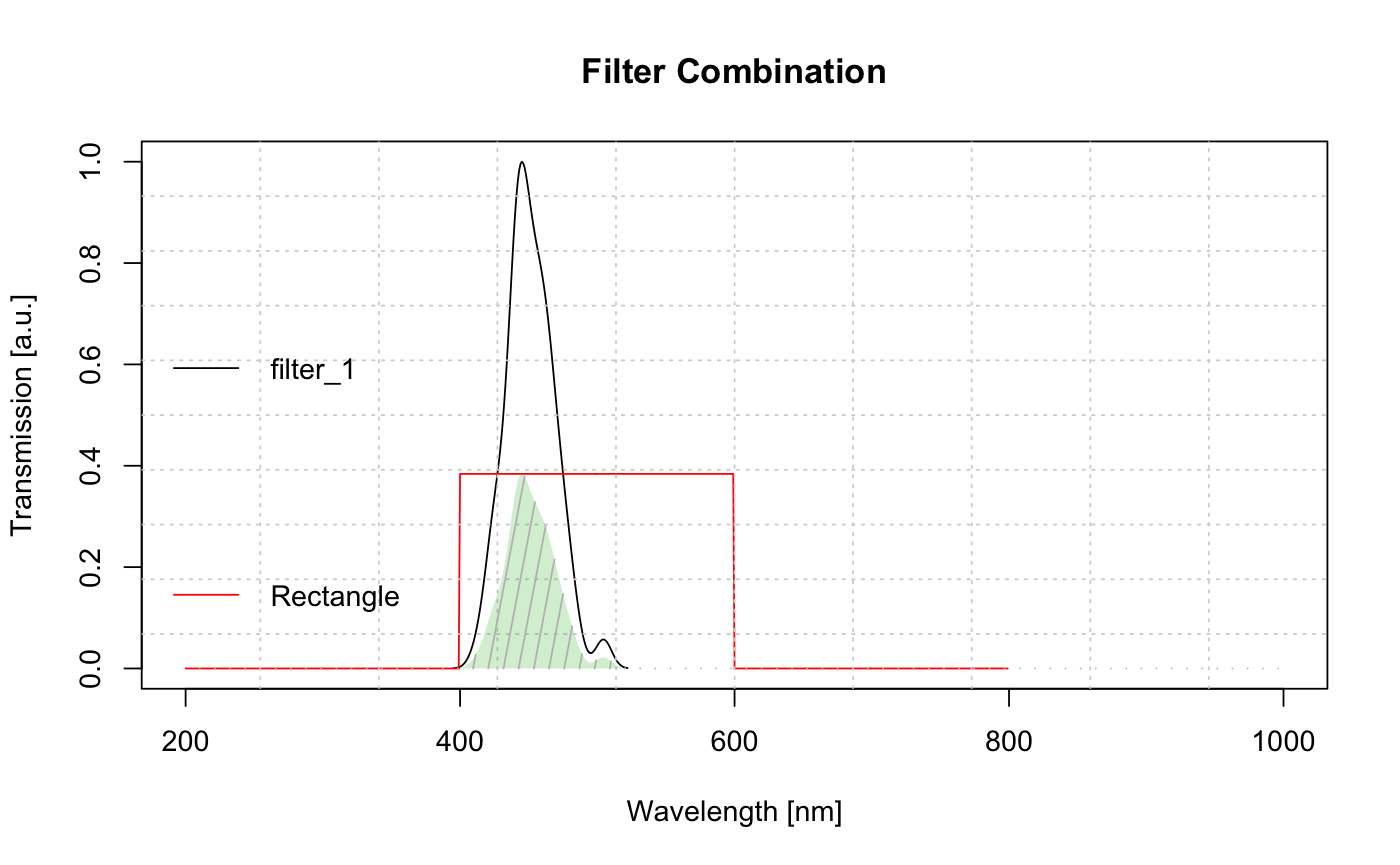 Filter Combination
Transmission [a.u.]
1.0
0.8
0.6
0.4
0.2
0.0
filter_1
Rectangle
200 400 600 800 1000
Wavelength [nm]